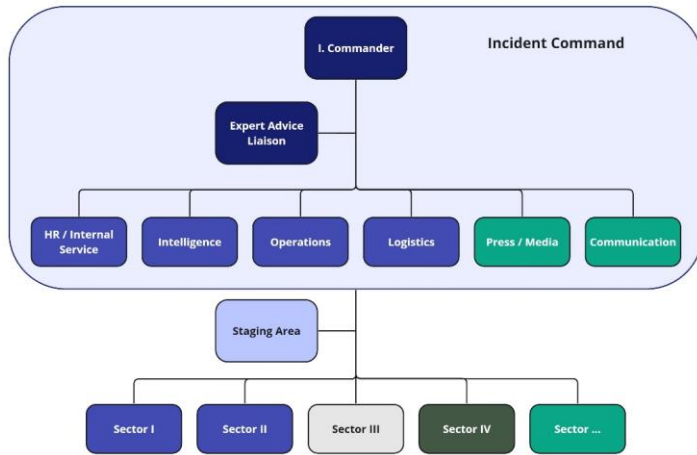 I. Commander
Incident Command
Expert Advice
Liaison
HR / Internal
Service
Intelligence
Operations
Logistics
Press / Media
Communication
Staging Area
Sector I
Sector II
Sector III
Sector IV
Sector ...